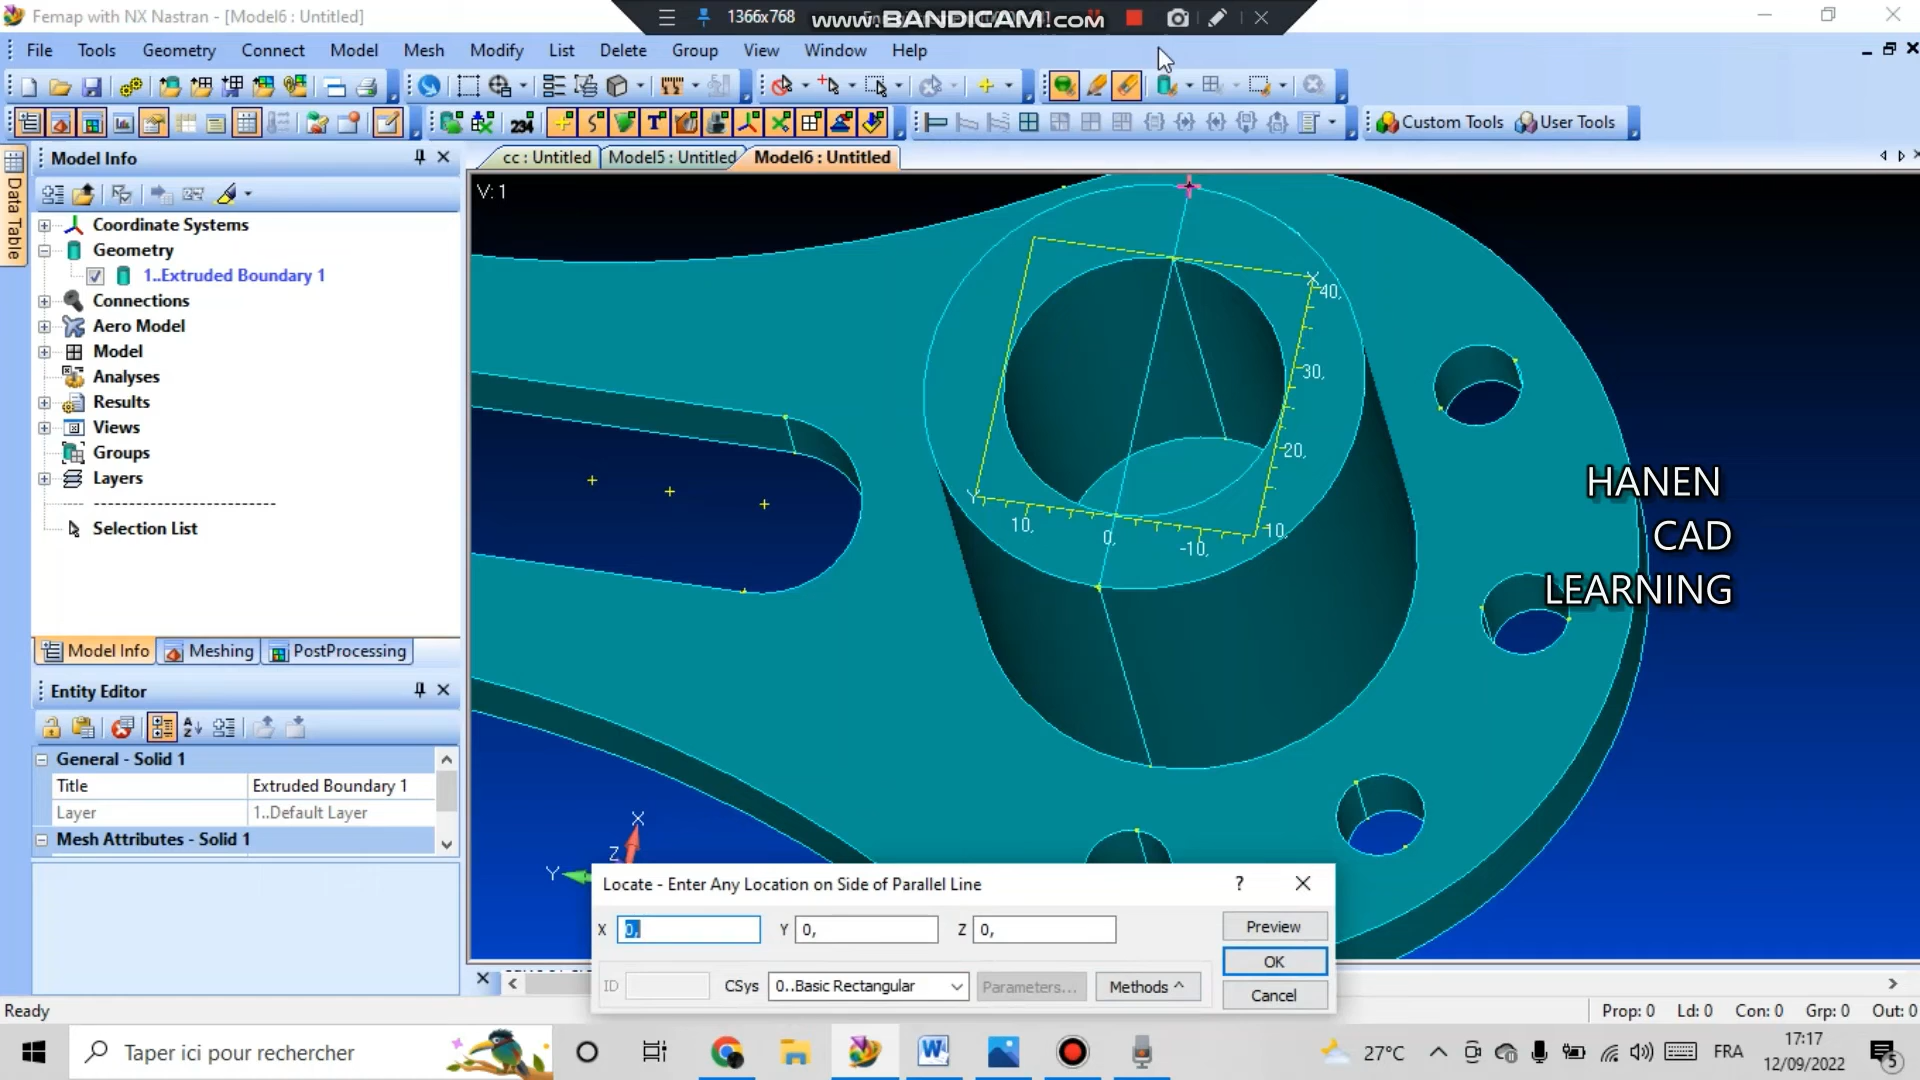 Femap with NX Nastran - [Model6 : Untitled]
1366x768
www.BANDICAM.com
File Tools Geometry Connect Model Mesh Modify List Delete Group View Window Help
234
Custom Tools
User Tools
Data Table
Model Info
cc : Untitled
Model5 : Untitled
Model6 : Untitled
V: 1
Coordinate Systems
Geometry
1..Extruded Boundary 1
Connections
Aero Model
Model
Analyses
Results
Views
Groups
Layers
Selection List
X
40,
30,
20,
Y
10,
0,
-10,
-10,
HANEN
CAD
LEARNING
Model Info
Meshing
PostProcessing
Entity Editor
General - Solid 1
Title Extruded Boundary 1
Layer 1..Default Layer
Mesh Attributes - Solid 1
X
Z
Y
Locate - Enter Any Location on Side of Parallel Line
?
X 0, Y 0, Z 0,
Preview
OK
ID
CSys 0..Basic Rectangular
Parameters...
Methods ^
Cancel
Ready
Prop: 0 Ld: 0 Con: 0 Grp: 0 Out: 0
Taper ici pour rechercher
27°C
FRA
17:17
12/09/2022
5